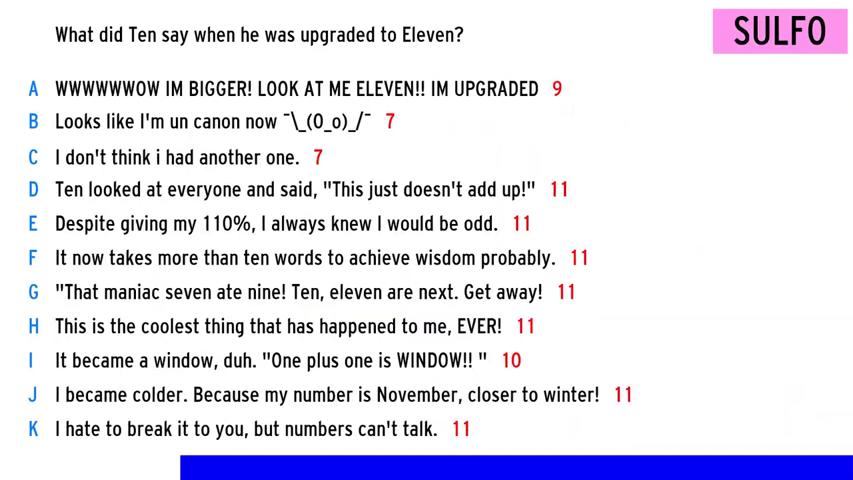 What did Ten say when he was upgraded to Eleven?
SULFO
A WWWWWWOW IM BIGGER! LOOK AT ME ELEVEN!! IM UPGRADED 9
B Looks like I'm un canon now ¯\_(0_o)_/¯ 7
C I don't think i had another one. 7
D Ten looked at everyone and said, "This just doesn't add up!" 11
E Despite giving my 110%, I always knew I would be odd. 11
F It now takes more than ten words to achieve wisdom probably. 11
G "That maniac seven ate nine! Ten, eleven are next. Get away! 11
H This is the coolest thing that has happened to me, EVER! 11
I It became a window, duh. "One plus one is WINDOW!! " 10
J I became colder. Because my number is November, closer to winter! 11
K I hate to break it to you, but numbers can't talk. 11